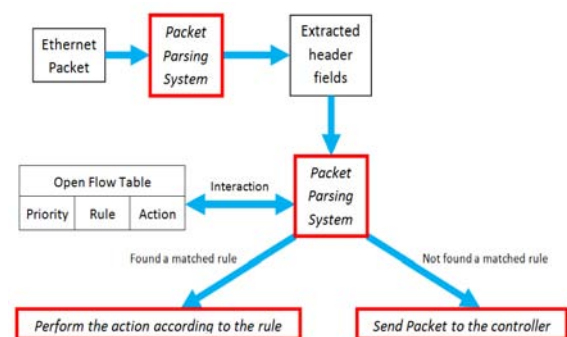 Ethernet
Packet
Packet
Parsing
System
Extracted
header
fields
Open Flow Table
Priority Rule Action
Interaction
Packet
Parsing
System
Found a matched rule
Not found a matched rule
Perform the action according to the rule
Send Packet to the controller